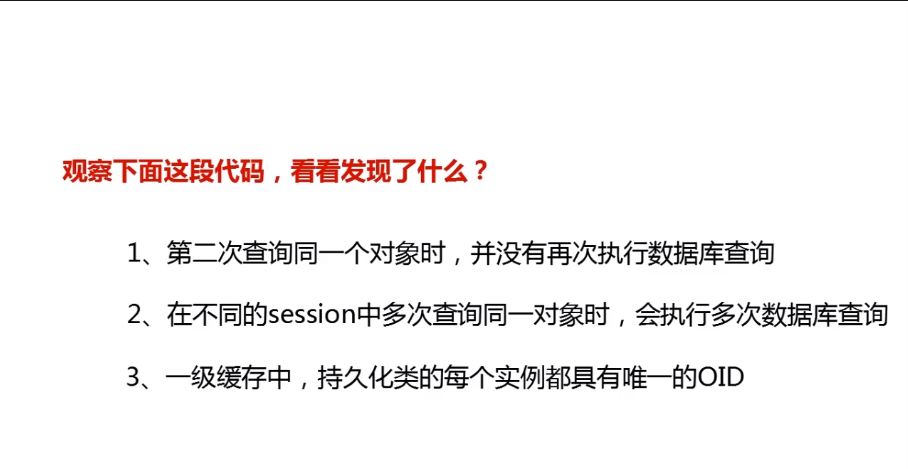 观察下面这段代码，看看发现了什么？
1、第二次查询同一个对象时，并没有再次执行数据库查询
2、在不同的session中多次查询同一对象时，会执行多次数据库查询
3、一级缓存中，持久化类的每个实例都具有唯一的OID